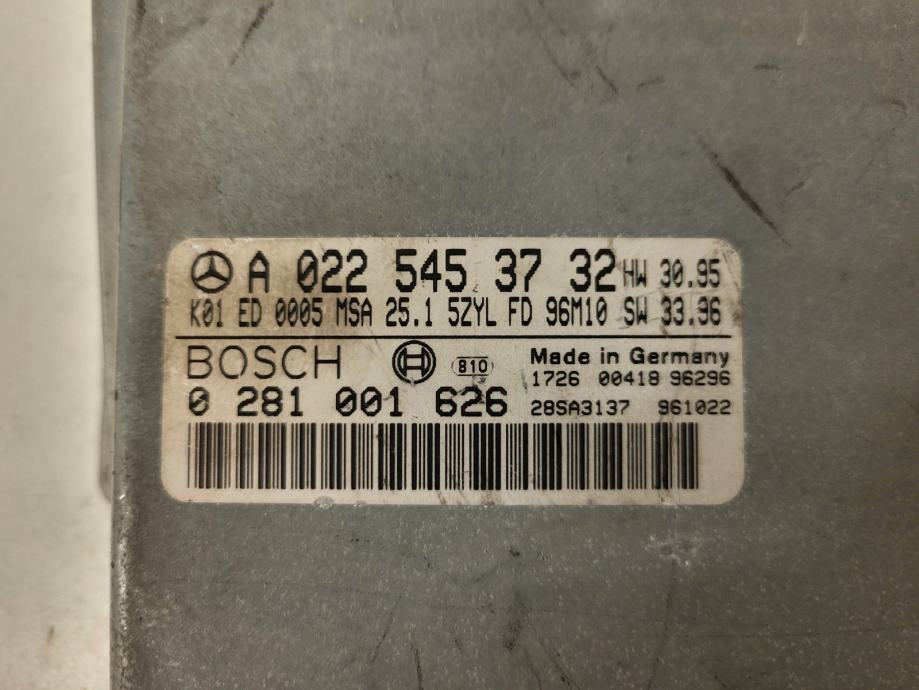 A 022 545 37 32 HW 30.95
K01 ED 0005 MSA 25.1 5ZYL FD 96M10 SW 33.96
BOSCH 810 Made in Germany
1726 00418 96296
0 281 001 626 28SA3137 961022